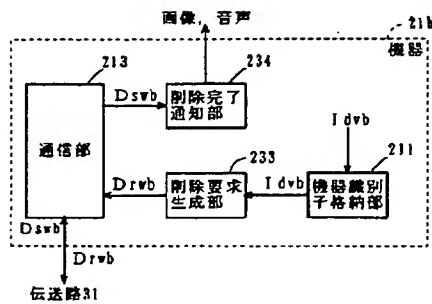 画像, 音声
21b
機器
213
234
通信部
Dswb
削除完了
通知部
Idvb
233
211
Drwb
削除要求
生成部
Idvb
機器識別
子格納部
Dswb
Drwb
伝送路31